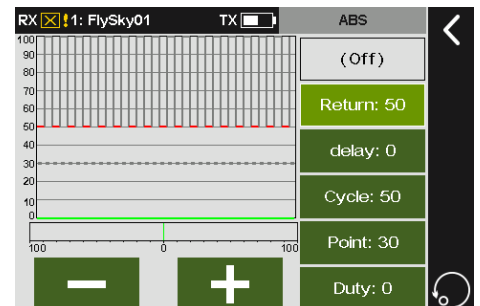 RX ! 1: FlySky01 TX ABS
100
90
80
70
60
50
40
30
20
10
0
100 0 100
(Off)
Return: 50
delay: 0
Cycle: 50
Point: 30
Duty: 0
− +